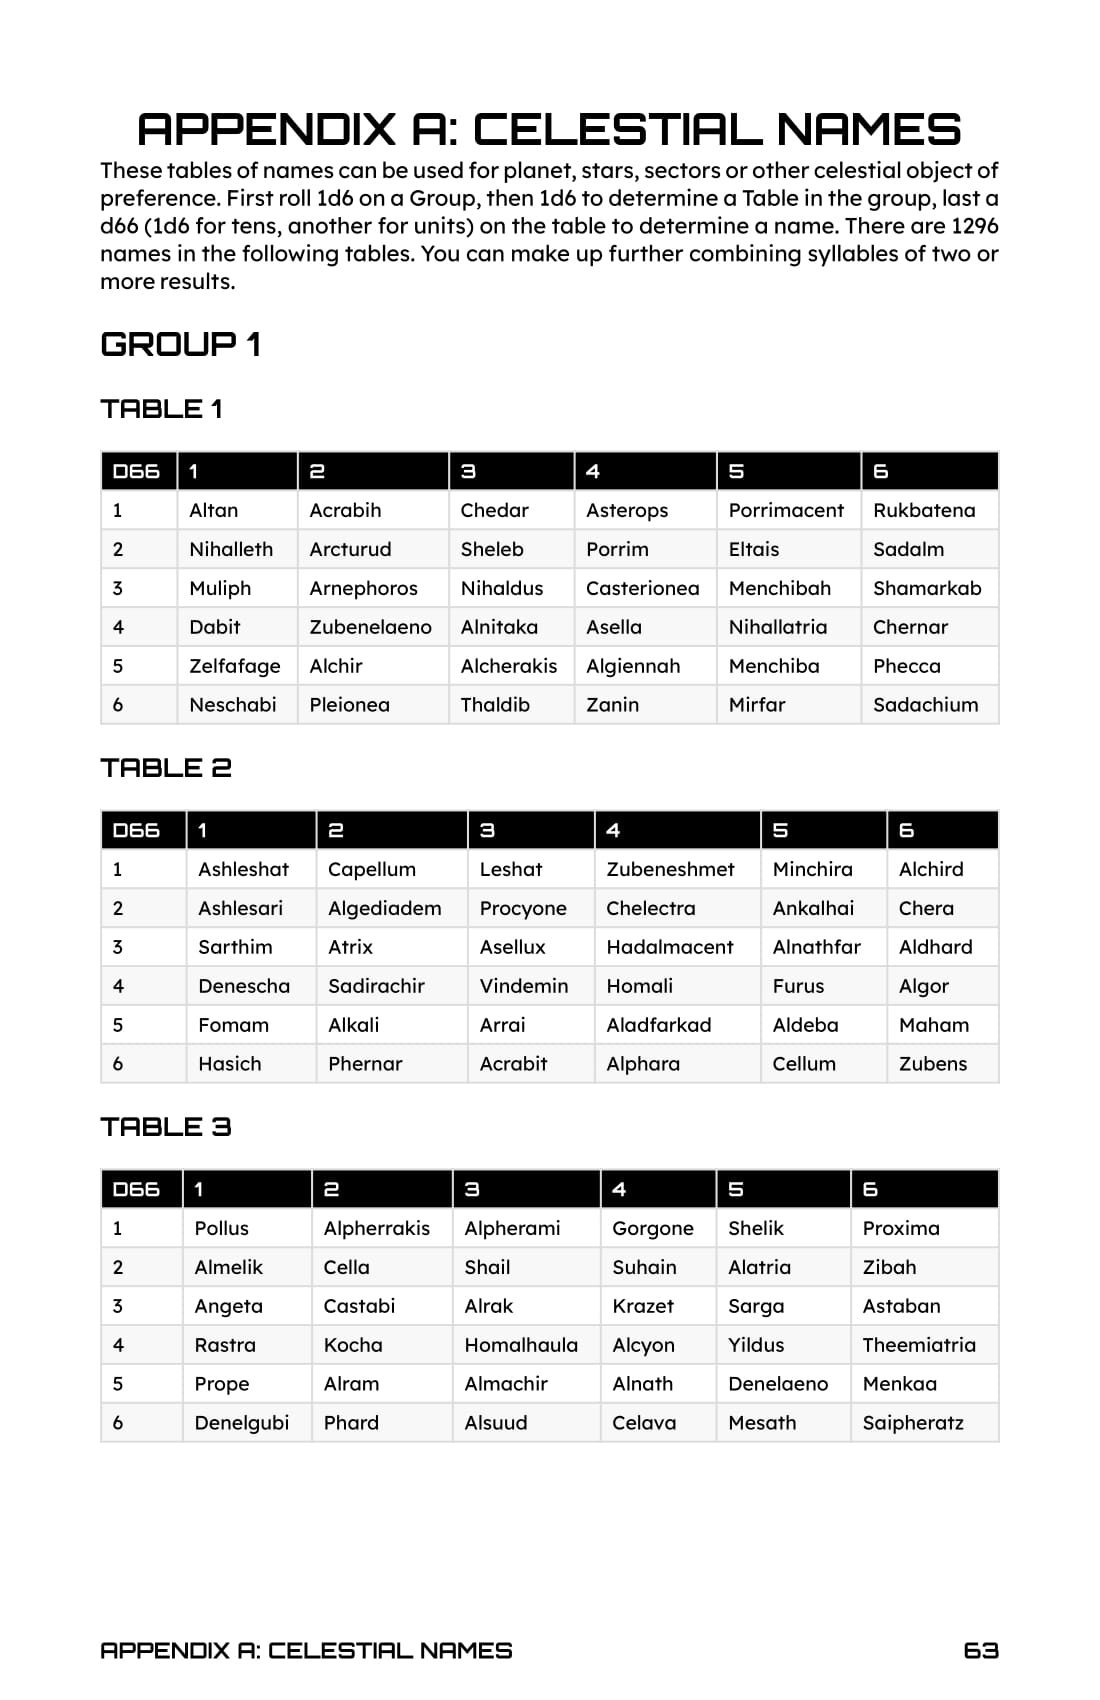 APPENDIX A: CELESTIAL NAMES
These tables of names can be used for planet, stars, sectors or other celestial object of
preference. First roll 1d6 on a Group, then 1d6 to determine a Table in the group, last a
d66 (1d6 for tens, another for units) on the table to determine a name. There are 1296
names in the following tables. You can make up further combining syllables of two or
more results.
GROUP 1
TABLE 1
D66 1 2 3 4 5 6
1 Altan Acrabih Chedar Asterops Porrimacent Rukbatena
2 Nihalleth Arcturud Sheleb Porrim Eltais Sadalm
3 Muliph Arnephoros Nihaldus Casterionea Menchibah Shamarkab
4 Dabit Zubenelaeno Alnitaka Asella Nihallatria Chernar
5 Zelfafage Alchir Alcherakis Algiennah Menchiba Phecca
6 Neschabi Pleionea Thaldib Zanin Mirfar Sadachium
TABLE 2
D66 1 2 3 4 5 6
1 Ashleshat Capellum Leshat Zubeneshmet Minchira Alchird
2 Ashlesari Algediadem Procyone Chelectra Ankalhai Chera
3 Sarthim Atrix Asellux Hadalmacent Alnathfar Aldhard
4 Denescha Sadirachir Vindemin Homali Furus Algor
5 Fomam Alkali Arrai Aladfarkad Aldeba Maham
6 Hasich Phernar Acrabit Alphara Cellum Zubens
TABLE 3
D66 1 2 3 4 5 6
1 Pollus Alpherrakis Alpherami Gorgone Shelik Proxima
2 Almelik Cella Shail Suhain Alatria Zibah
3 Angeta Castabi Alrak Krazet Sarga Astaban
4 Rastra Kocha Homalhaula Alcyon Yildus Theemiatria
5 Prope Alram Almachir Alnath Denelaeno Menkaa
6 Denelgubi Phard Alsuud Celava Mesath Saipheratz
APPENDIX A: CELESTIAL NAMES 63